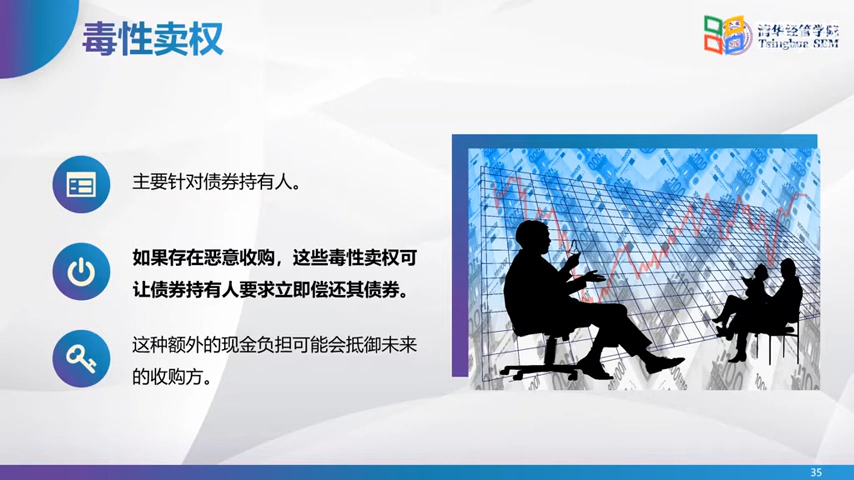 毒性卖权
清华经管学院
Tsinghua SEM
主要针对债券持有人。
如果存在恶意收购，这些毒性卖权可
让债券持有人要求立即偿还其债券。
这种额外的现金负担可能会抵御未来
的收购方。
35